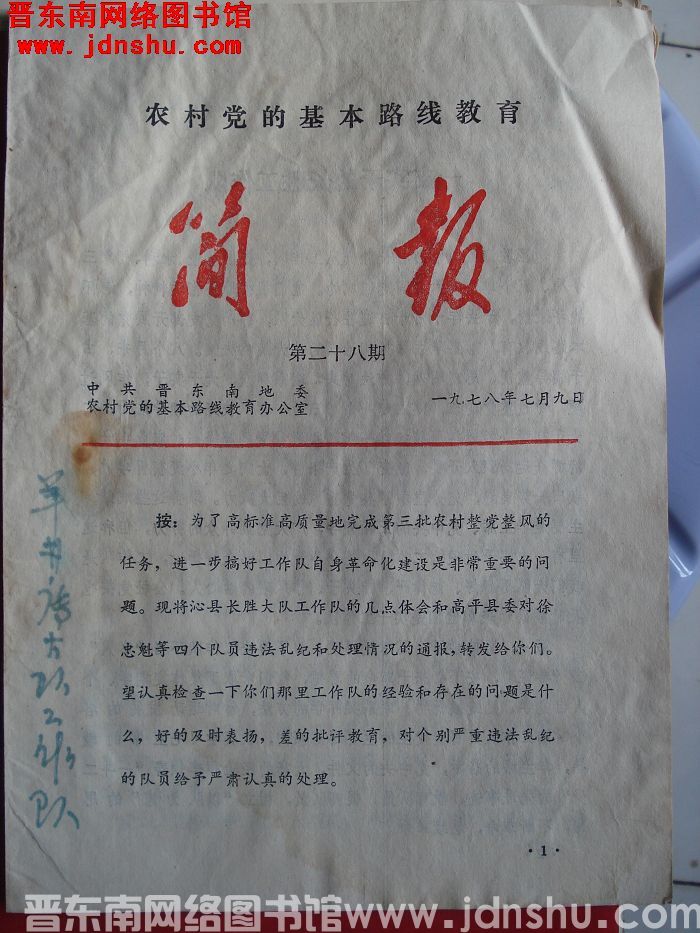 晋东南网络图书馆
www.jdnshu.com
农村党的基本路线教育
简报
第二十八期
中共晋东南地委
农村党的基本路线教育办公室
一九七八年七月九日
按：为了高标准高质量地完成第三批农村整党整风的
任务，进一步搞好工作队自身革命化建设是非常重要的问
题。现将沁县长胜大队工作队的几点体会和高平县委对徐
忠魁等四个队员违法乱纪和处理情况的通报，转发给你们。
望认真检查一下你们那里工作队的经验和存在的问题是什
么，好的及时表扬，差的批评教育，对个别严重违法乱纪
的队员给予严肃认真的处理。
·1·
晋东南网络图书馆 www.jdnshu.com